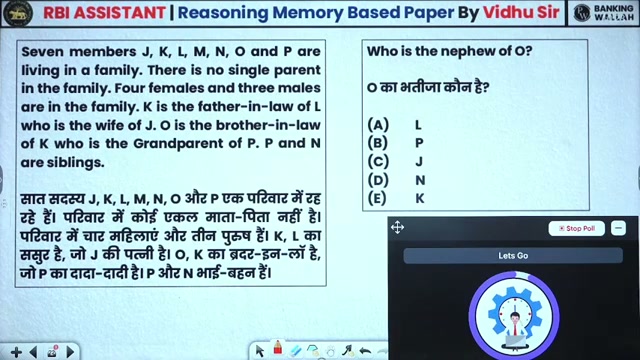 RBI ASSISTANT | Reasoning Memory Based Paper By Vidhu Sir
BANKING
WALLAH
Seven members J, K, L, M, N, O and P are
living in a family. There is no single parent
in the family. Four females and three males
are in the family. K is the father-in-law of L
who is the wife of J. O is the brother-in-law
of K who is the Grandparent of P. P and N
are siblings.
सात सदस्य J, K, L, M, N, O और P एक परिवार में रह
रहे हैं। परिवार में कोई एकल माता-पिता नहीं है।
परिवार में चार महिलाएं और तीन पुरुष हैं। K, L का
ससुर है, जो J की पत्नी है। O, K का ब्रदर-इन-लॉ है,
जो P का दादा-दादी है। P और N भाई-बहन हैं।
Who is the nephew of O?
O का भतीजा कौन है?
(A) L
(B) P
(C) J
(D) N
(E) K
Stop Poll
Lets Go